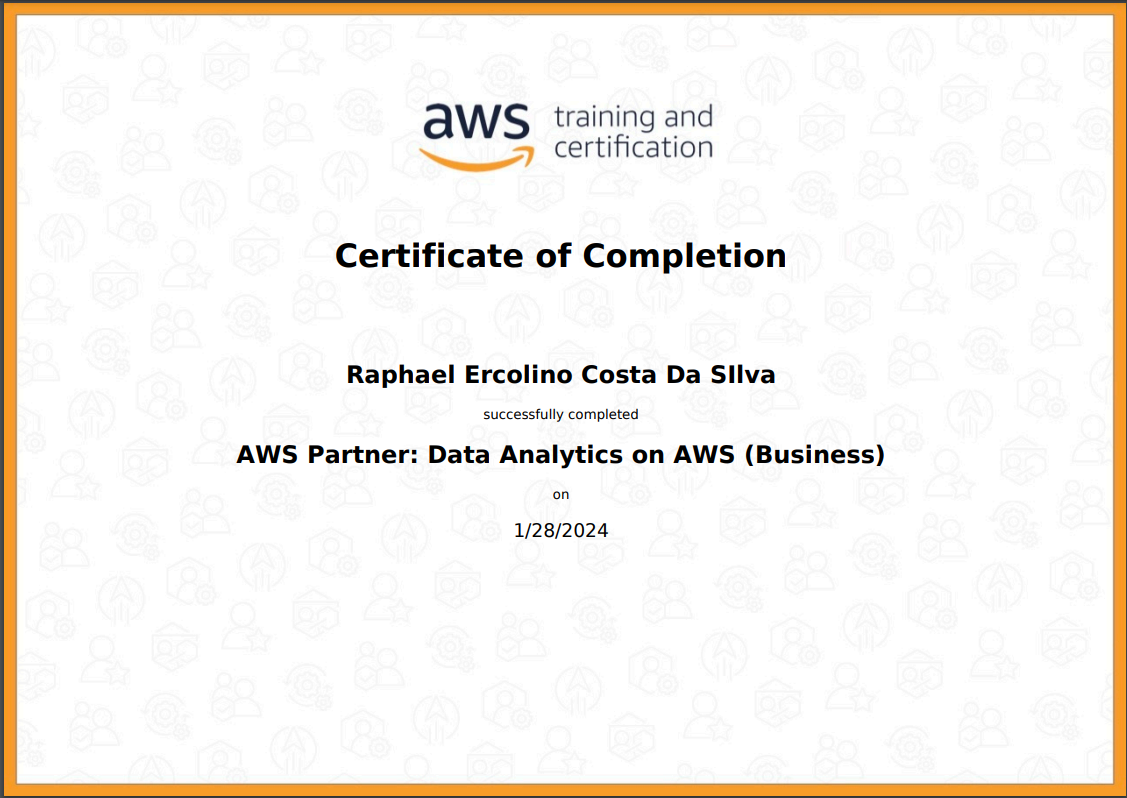 aws training and
certification
Certificate of Completion
Raphael Ercolino Costa Da SIlva
successfully completed
AWS Partner: Data Analytics on AWS (Business)
on
1/28/2024